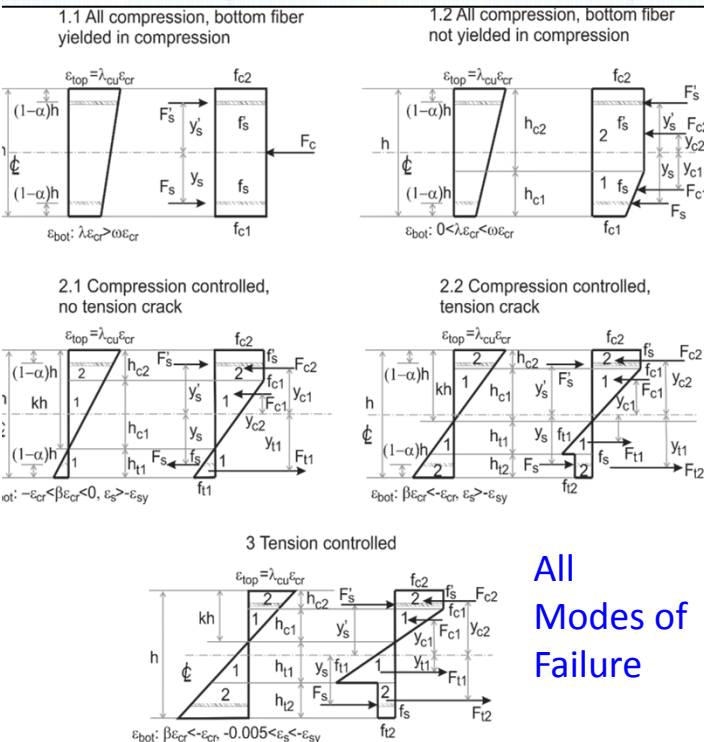 1.1 All compression, bottom fiber
yielded in compression
1.2 All compression, bottom fiber
not yielded in compression
εtop=λcuεcr
fc2
(1−α)h
F's
y's
f's
Fc
℄
ys
Fs
fs
(1−α)h
εbot: λεcr>ωεcr
fc1
εtop=λcuεcr
fc2
(1−α)h
F's
hc2
f's
y's
Fc2
2
yc2
h
℄
ys
yc1
1
fs
hc1
Fc1
(1−α)h
Fs
εbot: 0<λεcr<ωεcr
fc1
2.1 Compression controlled,
no tension crack
2.2 Compression controlled,
tension crack
εtop=λcuεcr
fc2
F's
hc2
f's
Fc2
(1−α)h
2
2
fc1
kh
1
y's
1
Fc1
yc1
hc1
yc2
ys
yt1
(1−α)h
1
ht1
Fs
fs
1
Ft1
ft1
εbot: −εcr<βεcr<0, εs>-εsy
εtop=λcuεcr
fc2
2
hc2
f's
2
Fc2
(1−α)h
F's
fc1
1
1
Fc1
kh
hc1
y's
yc1
yc2
h
ht1
ys
ft1
1
1
Ft1
yt1
(1−α)h
ht2
Fs
fs
2
2
Ft2
εbot: βεcr<-εcr, εs>-εsy
ft2
3 Tension controlled
εtop=λcuεcr
fc2
2
hc2
F's
2
f's
Fc2
kh
1
hc1
y's
1
fc1
Fc1
yc1
yc2
h
℄
1
ht1
ys
ft1
1
yt1
Ft1
2
ht2
Fs
2
fs
Ft2
εbot: βεcr<-εcr, -0.005<εs<-εsy
ft2
All
Modes of
Failure